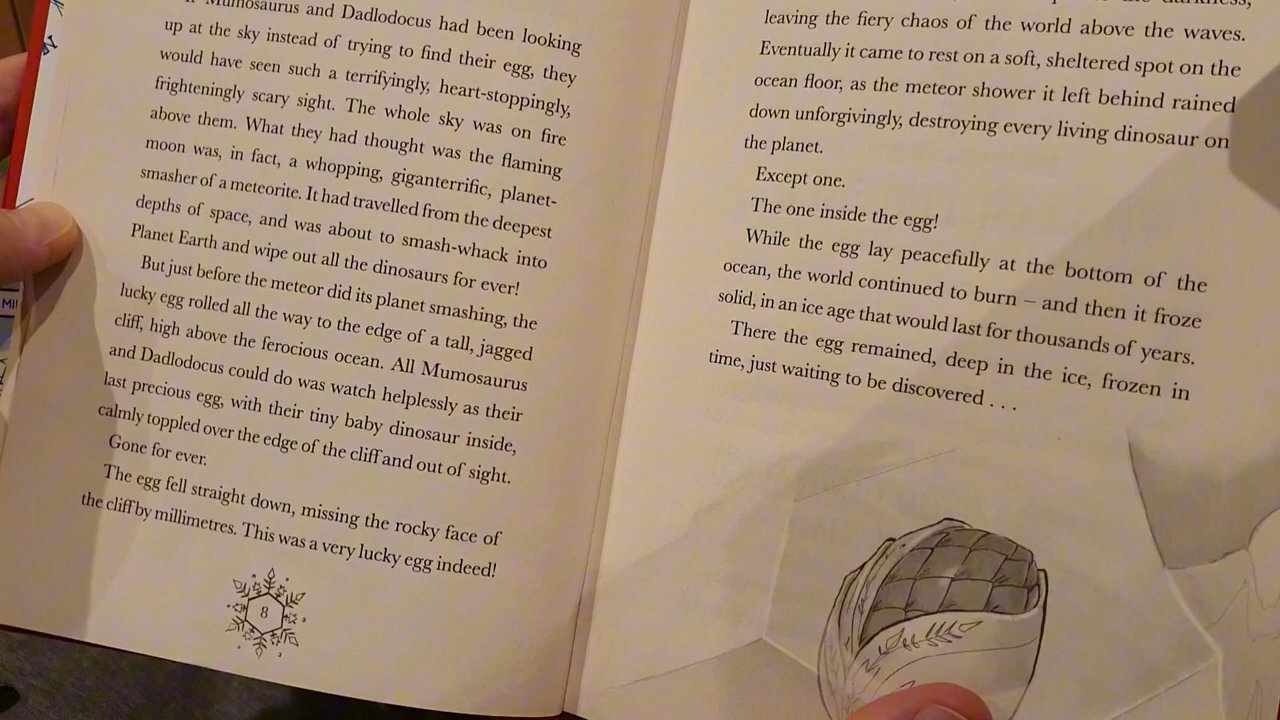 Mumosaurus and Dadlodocus had been looking
up at the sky instead of trying to find their egg, they
would have seen such a terrifyingly, heart-stoppingly,
frighteningly scary sight. The whole sky was on fire
above them. What they had thought was the flaming
moon was, in fact, a whopping, giganterrific, planet-
smasher of a meteorite. It had travelled from the deepest
depths of space, and was about to smash-whack into
Planet Earth and wipe out all the dinosaurs for ever!
But just before the meteor did its planet smashing, the
lucky egg rolled all the way to the edge of a tall, jagged
cliff, high above the ferocious ocean. All Mumosaurus
and Dadlodocus could do was watch helplessly as their
last precious egg, with their tiny baby dinosaur inside,
calmly toppled over the edge of the cliff and out of sight.
Gone for ever.
The egg fell straight down, missing the rocky face of
the cliff by millimetres. This was a very lucky egg indeed!
8
darkness,
leaving the fiery chaos of the world above the waves.
Eventually it came to rest on a soft, sheltered spot on the
ocean floor, as the meteor shower it left behind rained
down unforgivingly, destroying every living dinosaur on
the planet.
Except one.
The one inside the egg!
While the egg lay peacefully at the bottom of the
ocean, the world continued to burn – and then it froze
solid, in an ice age that would last for thousands of years.
There the egg remained, deep in the ice, frozen in
time, just waiting to be discovered . . .